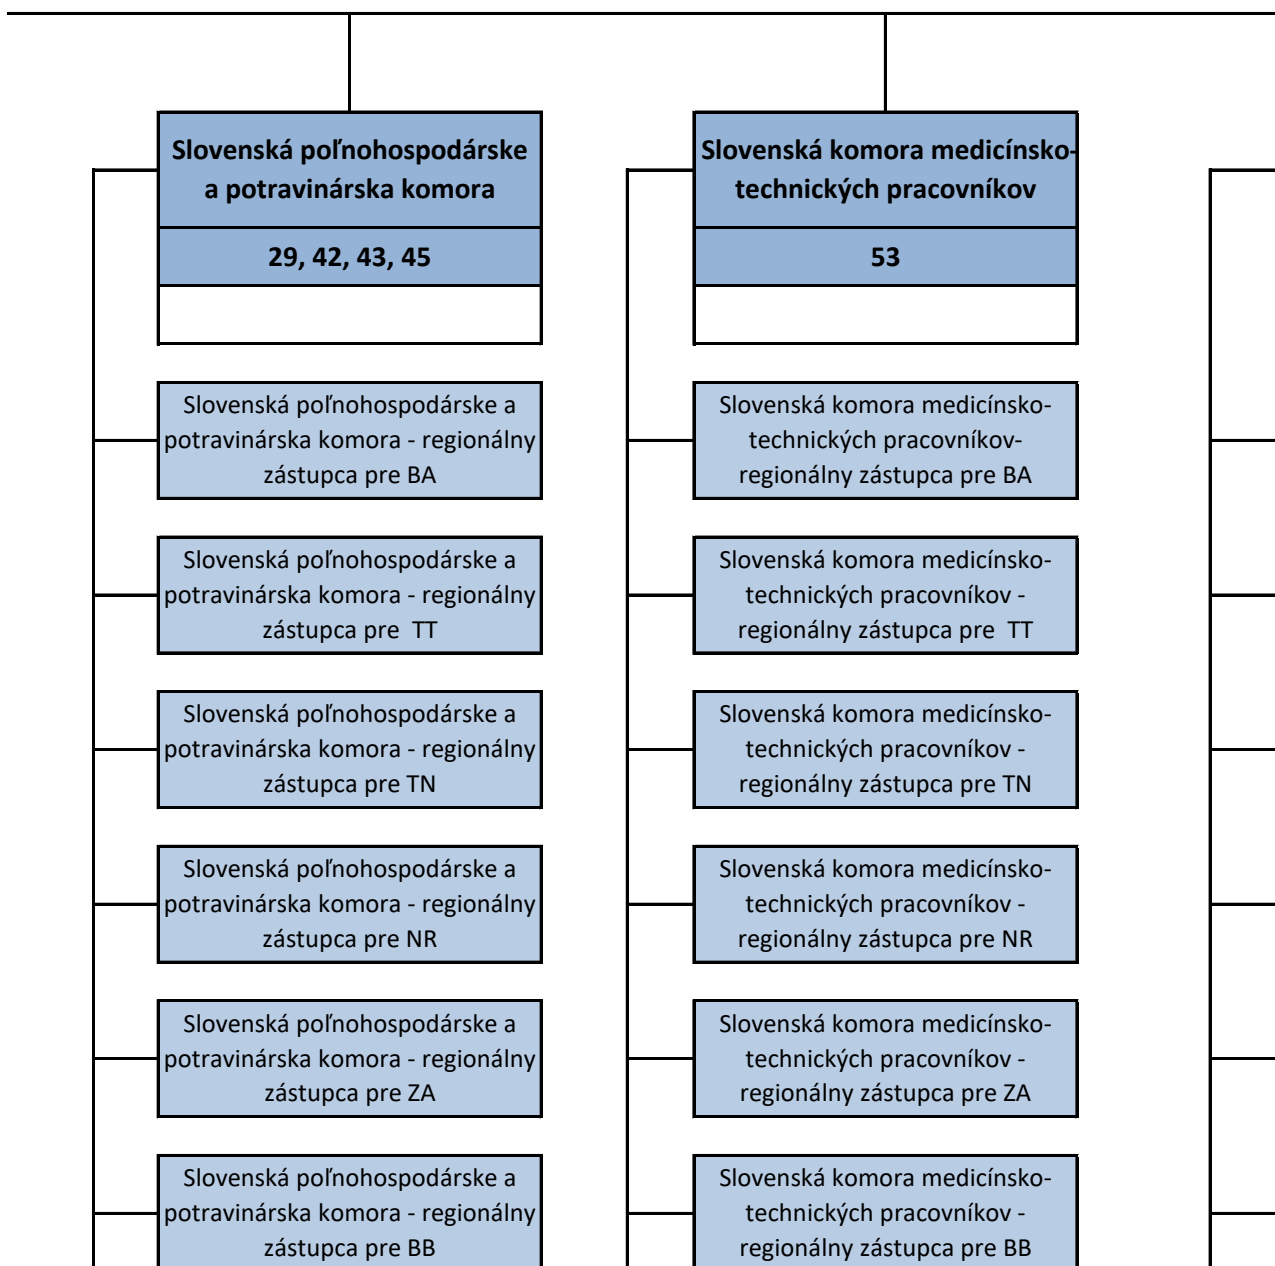 Slovenská poľnohospodárske
a potravinárska komora
29, 42, 43, 45
Slovenská poľnohospodárske a
potravinárska komora - regionálny
zástupca pre BA
Slovenská poľnohospodárske a
potravinárska komora - regionálny
zástupca pre  TT
Slovenská poľnohospodárske a
potravinárska komora - regionálny
zástupca pre TN
Slovenská poľnohospodárske a
potravinárska komora - regionálny
zástupca pre NR
Slovenská poľnohospodárske a
potravinárska komora - regionálny
zástupca pre ZA
Slovenská poľnohospodárske a
potravinárska komora - regionálny
zástupca pre BB
Slovenská komora medicínsko-
technických pracovníkov
53
Slovenská komora medicínsko-
technických pracovníkov-
regionálny zástupca pre BA
Slovenská komora medicínsko-
technických pracovníkov -
regionálny zástupca pre  TT
Slovenská komora medicínsko-
technických pracovníkov -
regionálny zástupca pre TN
Slovenská komora medicínsko-
technických pracovníkov -
regionálny zástupca pre NR
Slovenská komora medicínsko-
technických pracovníkov -
regionálny zástupca pre ZA
Slovenská komora medicínsko-
technických pracovníkov -
regionálny zástupca pre BB